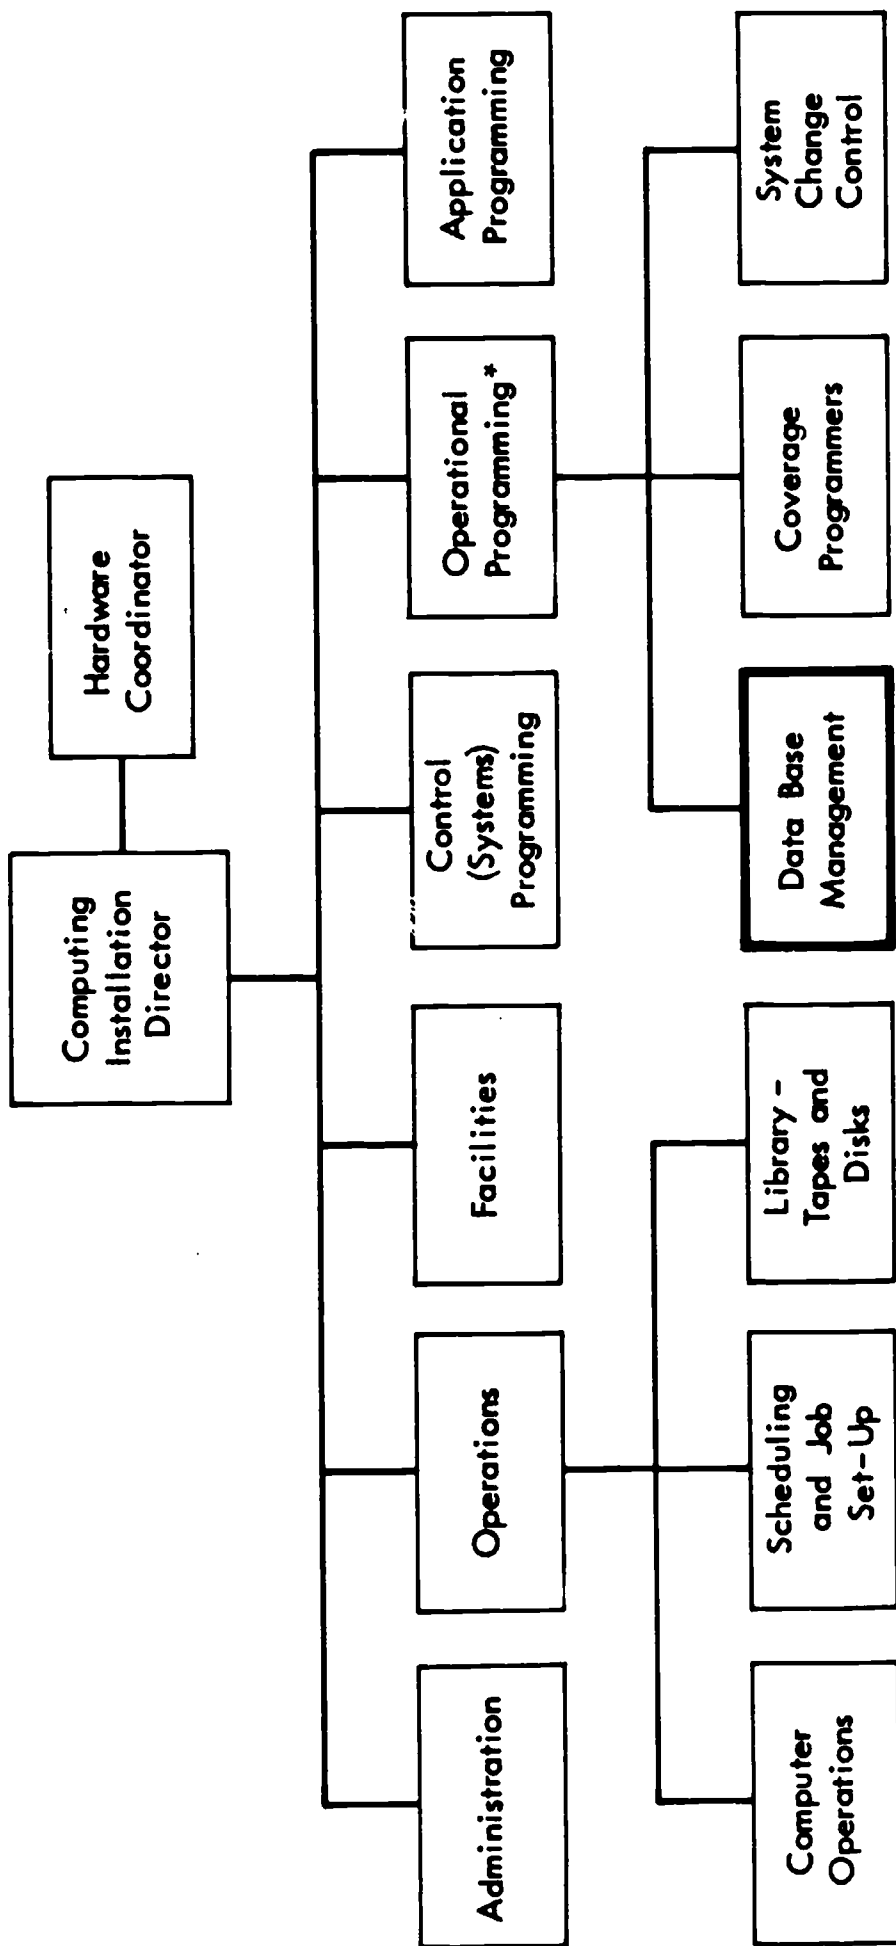 Computing
Installation
Director
Hardware
Coordinator
Administration
Operations
Facilities
Control
(Systems)
Programming
Operational
Programming*
Application
Programming
Computer
Operations
Scheduling
and Job
Set-Up
Library -
Tapes and
Disks
Data Base
Management
Coverage
Programmers
System
Change
Control